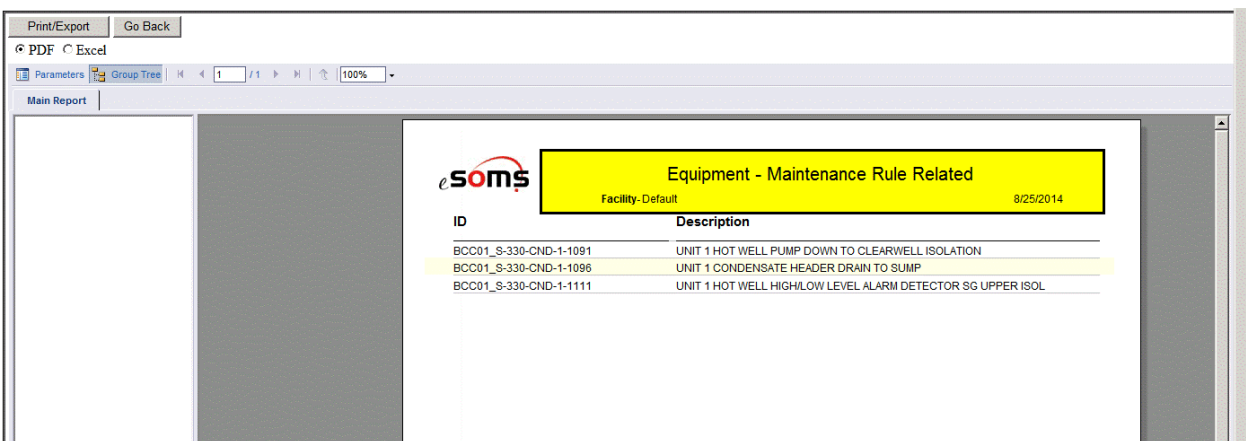 Print/Export Go Back
PDF Excel
Parameters Group Tree 1 / 1 100%
Main Report
eSOMS
Equipment - Maintenance Rule Related
Facility-Default 8/25/2014
ID Description
BCC01_S-330-CND-1-1091 UNIT 1 HOT WELL PUMP DOWN TO CLEARWELL ISOLATION
BCC01_S-330-CND-1-1096 UNIT 1 CONDENSATE HEADER DRAIN TO SUMP
BCC01_S-330-CND-1-1111 UNIT 1 HOT WELL HIGH/LOW LEVEL ALARM DETECTOR SG UPPER ISOL